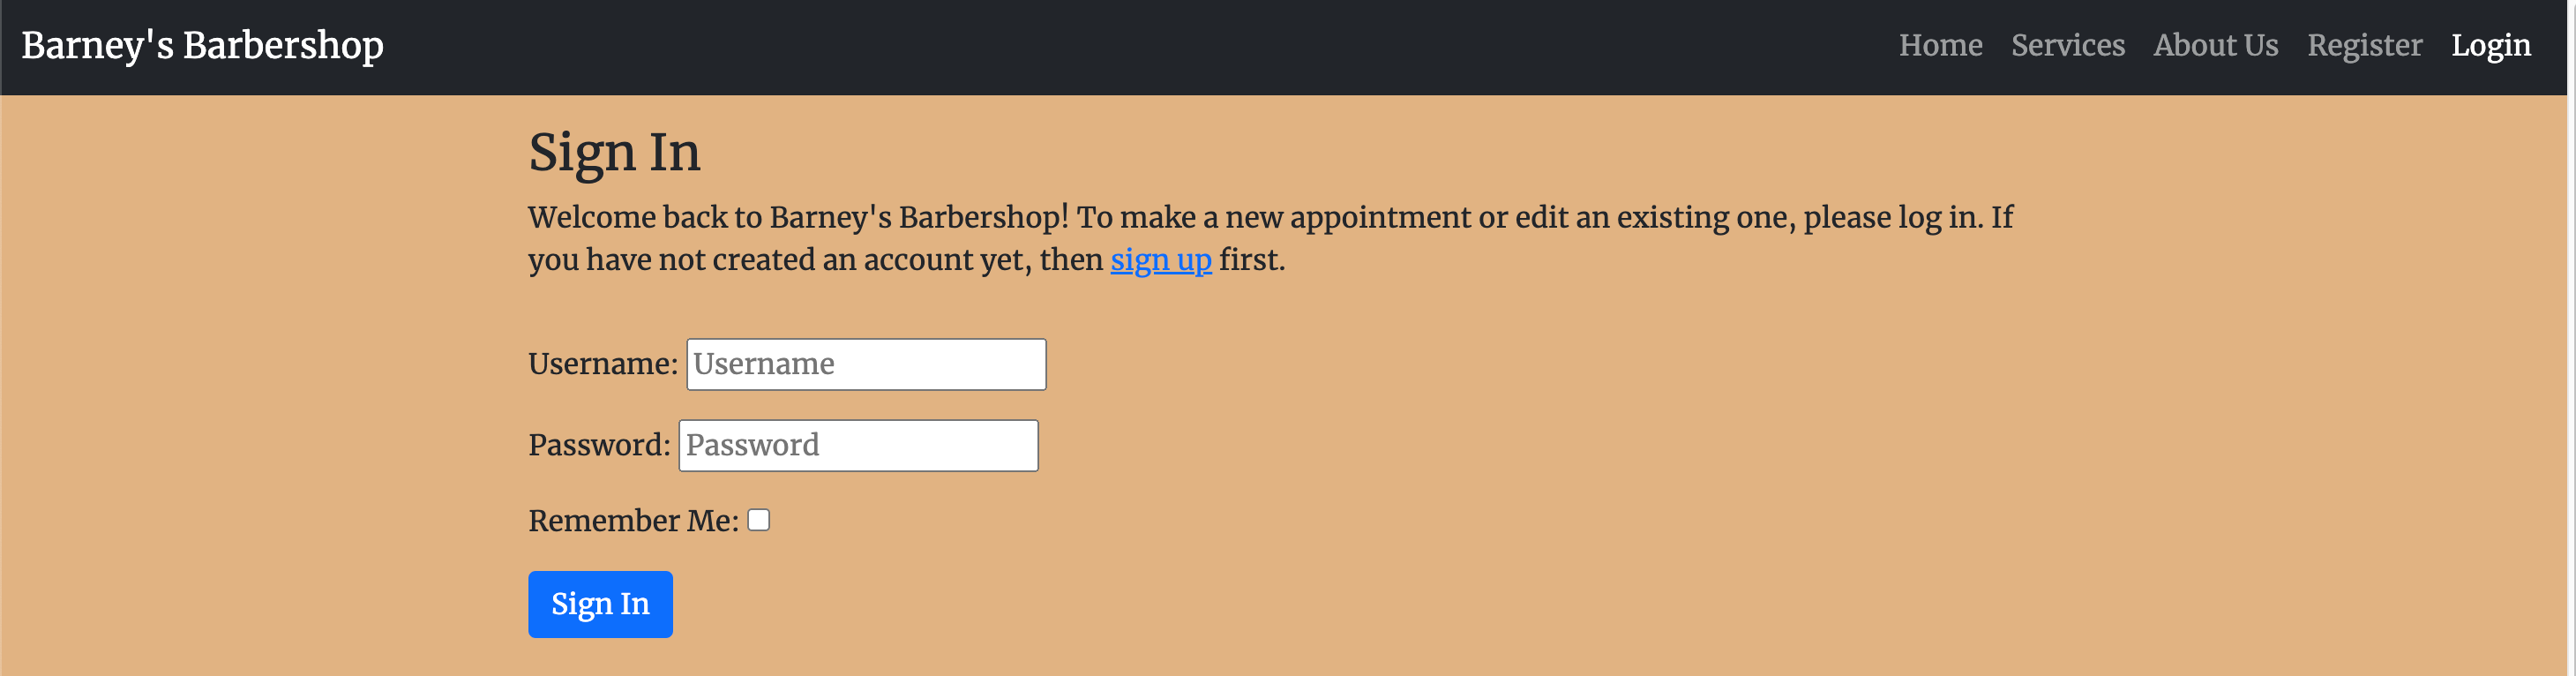 Barney's Barbershop Home Services About Us Register Login
Sign In
Welcome back to Barney's Barbershop! To make a new appointment or edit an existing one, please log in. If
you have not created an account yet, then sign up first.
Username: Username
Password: Password
Remember Me:
Sign In